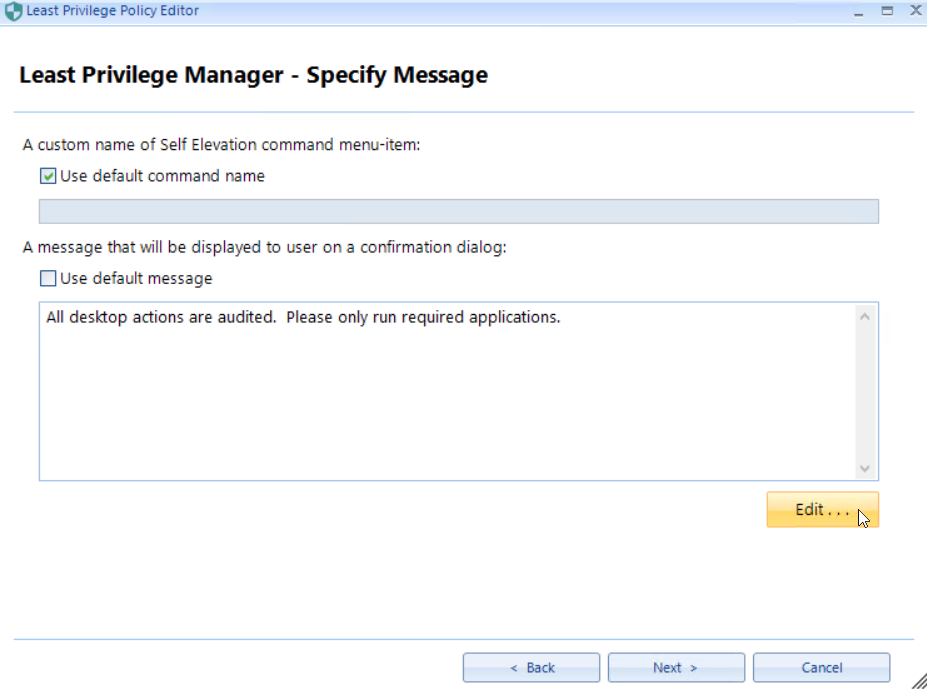 Least Privilege Policy Editor
Least Privilege Manager - Specify Message
A custom name of Self Elevation command menu-item:
Use default command name
A message that will be displayed to user on a confirmation dialog:
Use default message
All desktop actions are audited.  Please only run required applications.
Edit . . .
< Back
Next >
Cancel